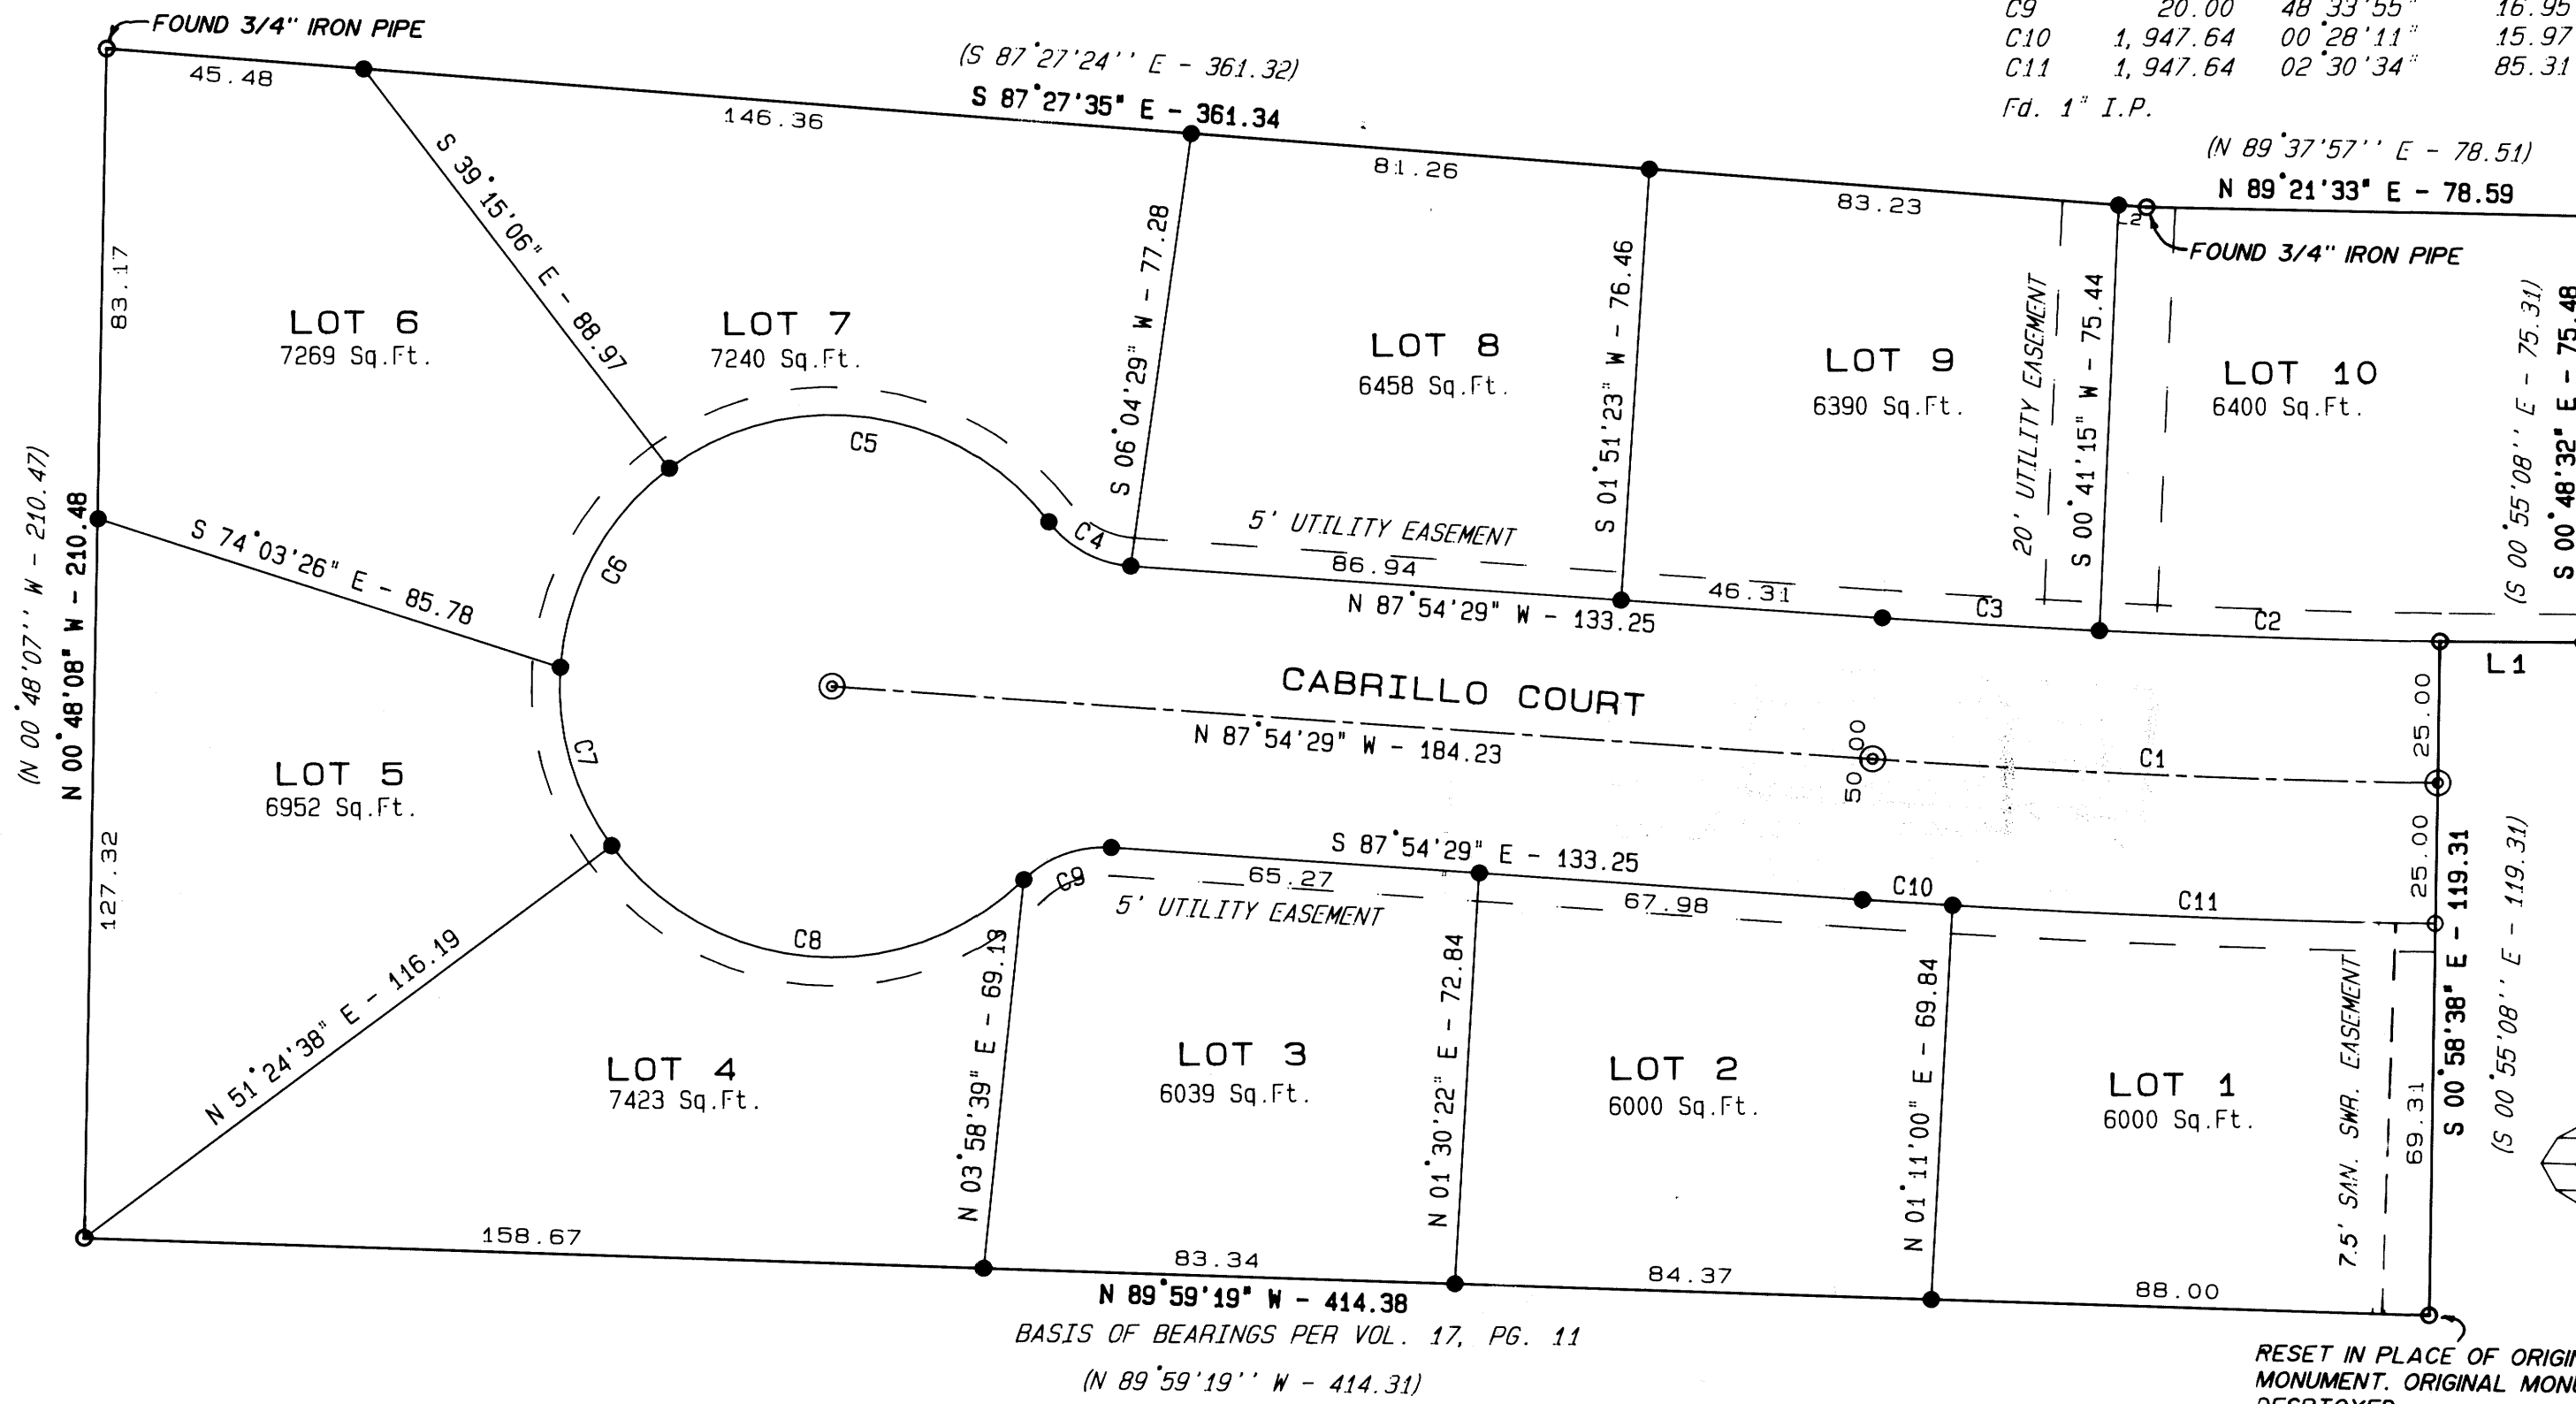 FOUND 3/4" IRON PIPE
C9 20.00 48°33'55" 16.95
C10 1,947.64 00°28'11" 15.97
C11 1,947.64 02°30'34" 85.31
Fd. 1" I.P.
(S 87°27'24'' E - 361.32)
S 87°27'35" E - 361.34
45.48
146.36
81.26
83.23
(N 89°37'57'' E - 78.51)
N 89°21'33" E - 78.59
L2
FOUND 3/4" IRON PIPE
S 39°15'06" E - 88.97
83.17
LOT 6
7269 Sq.Ft.
LOT 7
7240 Sq.Ft.
S 06°04'29" W - 77.28
LOT 8
6458 Sq.Ft.
S 01°51'23" W - 76.46
LOT 9
6390 Sq.Ft.
20' UTILITY EASEMENT
S 00°41'15" W - 75.44
LOT 10
6400 Sq.Ft.
(S 00°55'08'' E - 75.31)
S 00°48'32" E - 75.48
C5
C4
C6
5' UTILITY EASEMENT
86.94
46.31
N 87°54'29" W - 133.25
C3
C2
L1
(N 00°48'07'' W - 210.47)
N 00°48'08" W - 210.48
S 74°03'26" E - 85.78
CABRILLO COURT
N 87°54'29" W - 184.23
50.00
C1
25.00
25.00
C7
LOT 5
6952 Sq.Ft.
127.32
S 87°54'29" E - 133.25
65.27
67.98
C9
C10
C11
5' UTILITY EASEMENT
C8
N 51°24'38" E - 116.19
LOT 4
7423 Sq.Ft.
N 03°58'39" E - 69.13
LOT 3
6039 Sq.Ft.
N 01°30'22" E - 72.84
LOT 2
6000 Sq.Ft.
N 01°11'00" E - 69.84
LOT 1
6000 Sq.Ft.
7.5' SAN. SWR. EASEMENT
69.31
S 00°58'38" E - 119.31
(S 00°55'08'' E - 119.31)
158.67
83.34
84.37
88.00
N 89°59'19" W - 414.38
BASIS OF BEARINGS PER VOL. 17, PG. 11
(N 89°59'19'' W - 414.31)
RESET IN PLACE OF ORIGIN
MONUMENT. ORIGINAL MONU